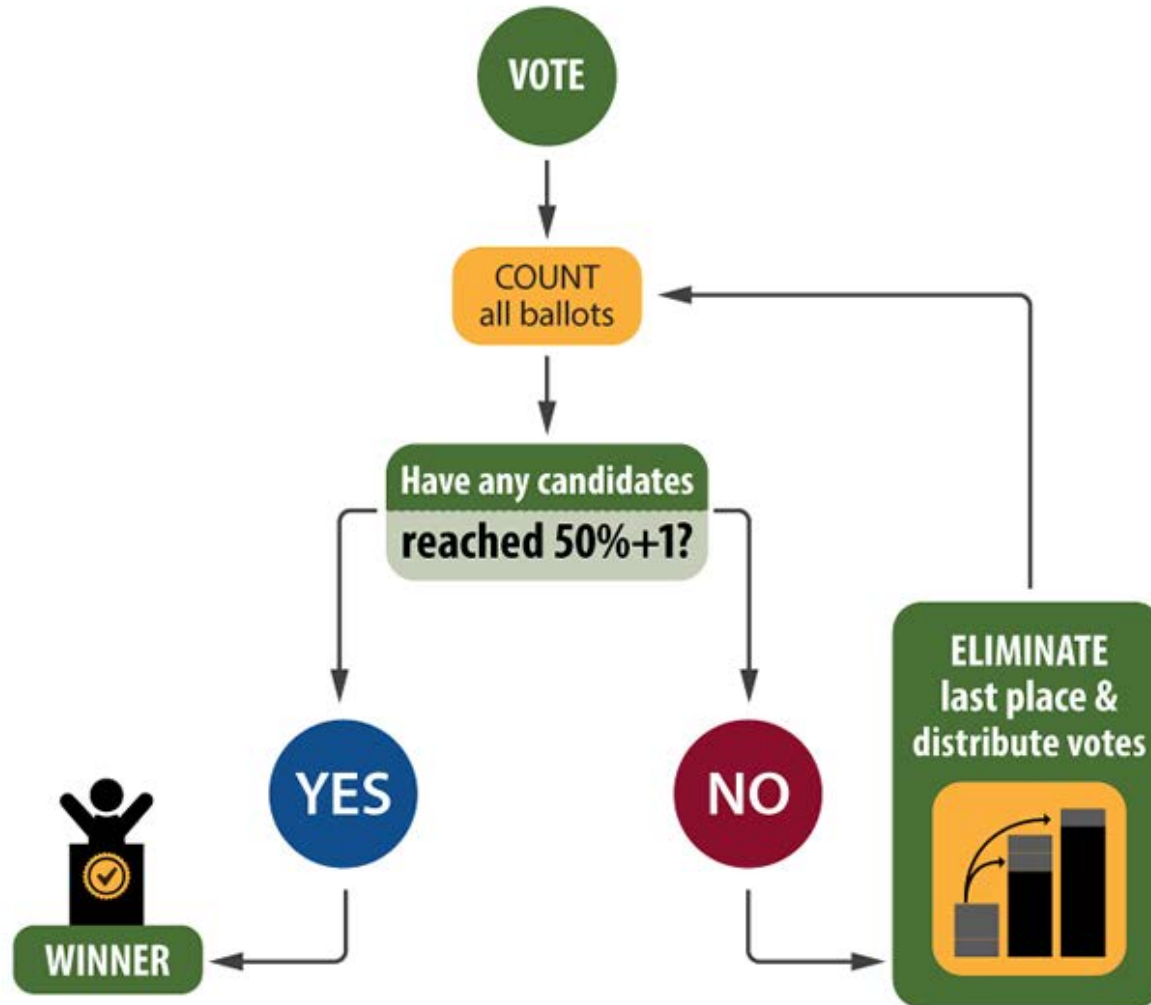 VOTE
COUNT
all ballots
Have any candidates
reached 50%+1?
ELIMINATE
last place &
distribute votes
YES
NO
WINNER